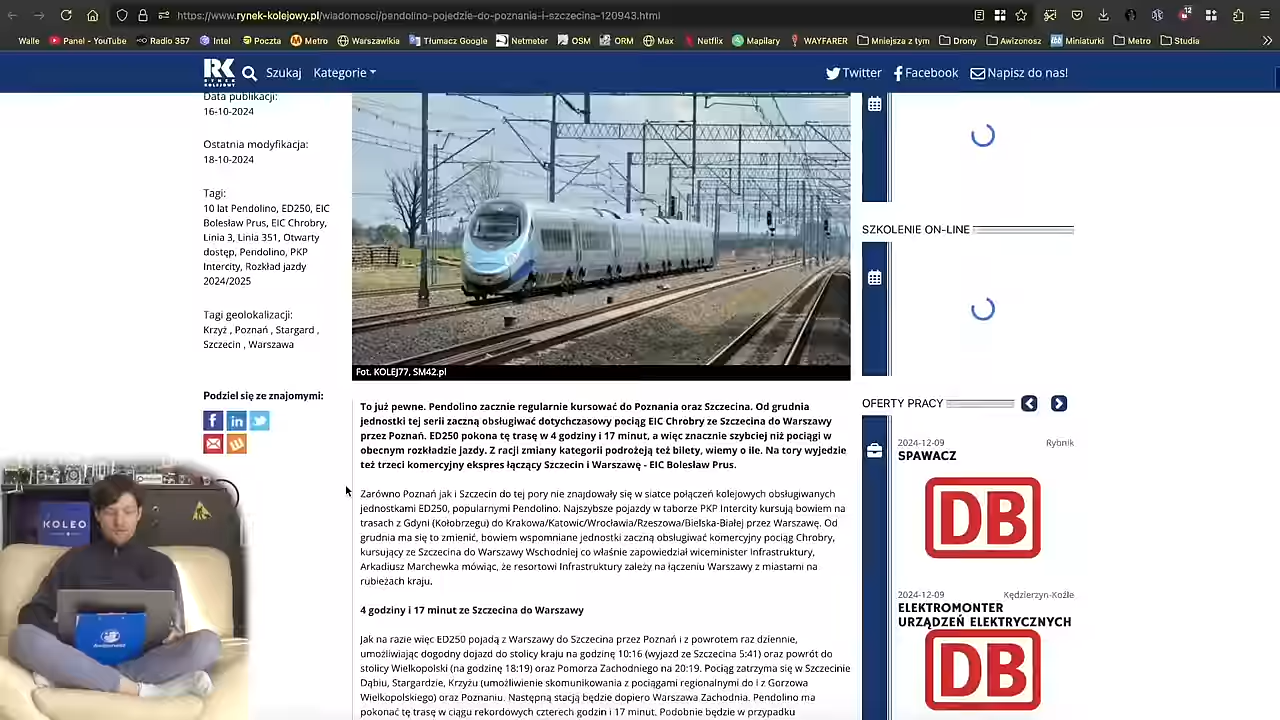 https://www.rynek-kolejowy.pl/wiadomosci/pendolino-pojedzie-do-poznania-i-szczecina-120943.html
12
Walle
Panel - YouTube
Radio 357
Intel
Poczta
Metro
Warszawikia
Tłumacz Google
Netmeter
OSM
ORM
Max
Netflix
Mapilary
WAYFARER
Mniejsza z tym
Drony
Awizonosz
Miniaturki
Metro
Studia
RK
RYNEK
KOLEJOWY
Szukaj
Kategorie
Twitter
Facebook
Napisz do nas!
Data publikacji:
16-10-2024
Ostatnia modyfikacja:
18-10-2024
Tagi:
10 lat Pendolino, ED250, EIC
Bolesław Prus, EIC Chrobry,
Linia 3, Linia 351, Otwarty
dostęp, Pendolino, PKP
Intercity, Rozkład jazdy
2024/2025
Tagi geolokalizacji:
Krzyż , Poznań , Stargard ,
Szczecin , Warszawa
Podziel się ze znajomymi:
Fot. KOLEJ77, SM42.pl
To już pewne. Pendolino zacznie regularnie kursować do Poznania oraz Szczecina. Od grudnia
jednostki tej serii zaczną obsługiwać dotychczasowy pociąg EIC Chrobry ze Szczecina do Warszawy
przez Poznań. ED250 pokona tę trasę w 4 godziny i 17 minut, a więc znacznie szybciej niż pociągi w
obecnym rozkładzie jazdy. Z racji zmiany kategorii podrożeją też bilety, wiemy o ile. Na tory wyjedzie
też trzeci komercyjny ekspres łączący Szczecin i Warszawę - EIC Bolesław Prus.
Zarówno Poznań jak i Szczecin do tej pory nie znajdowały się w siatce połączeń kolejowych obsługiwanych
jednostkami ED250, popularnymi Pendolino. Najszybsze pojazdy w taborze PKP Intercity kursują bowiem na
trasach z Gdyni (Kołobrzegu) do Krakowa/Katowic/Wrocławia/Rzeszowa/Bielska-Białej przez Warszawę. Od
grudnia ma się to zmienić, bowiem wspomniane jednostki zaczną obsługiwać komercyjny pociąg Chrobry,
kursujący ze Szczecina do Warszawy Wschodniej co właśnie zapowiedział wiceminister Infrastruktury,
Arkadiusz Marchewka mówiąc, że resortowi Infrastruktury zależy na łączeniu Warszawy z miastami na
rubieżach kraju.
4 godziny i 17 minut ze Szczecina do Warszawy
Jak na razie więc ED250 pojadą z Warszawy do Szczecina przez Poznań i z powrotem raz dziennie,
umożliwiając dogodny dojazd do stolicy kraju na godzinę 10:16 (wyjazd ze Szczecina 5:41) oraz powrót do
stolicy Wielkopolski (na godzinę 18:19) oraz Pomorza Zachodniego na 20:19. Pociąg zatrzyma się w Szczecinie
Dąbiu, Stargardzie, Krzyżu (umożliwienie skomunikowania z pociągami regionalnymi do i z Gorzowa
Wielkopolskiego) oraz Poznaniu. Następną stacją będzie dopiero Warszawa Zachodnia. Pendolino ma
pokonać tę trasę w ciągu rekordowych czterech godzin i 17 minut. Podobnie będzie w przypadku
SZKOLENIE ON-LINE
OFERTY PRACY
2024-12-09
Rybnik
SPAWACZ
DB
2024-12-09
Kędzierzyn-Koźle
ELEKTROMONTER
URZĄDZEŃ ELEKTRYCZNYCH
DB
KOLEO